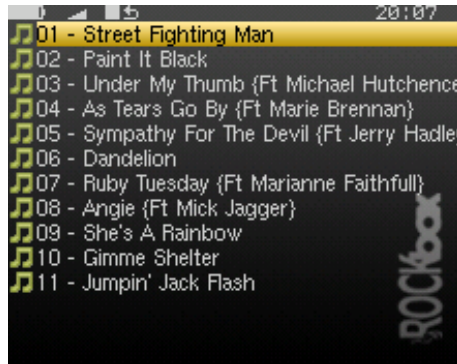 20:07
01 - Street Fighting Man
02 - Paint It Black
03 - Under My Thumb {Ft Michael Hutchence
04 - As Tears Go By {Ft Marie Brennan}
05 - Sympathy For The Devil {Ft Jerry Hadle
06 - Dandelion
07 - Ruby Tuesday {Ft Marianne Faithfull}
08 - Angie {Ft Mick Jagger}
09 - She's A Rainbow
10 - Gimme Shelter
11 - Jumpin' Jack Flash
ROCKbox